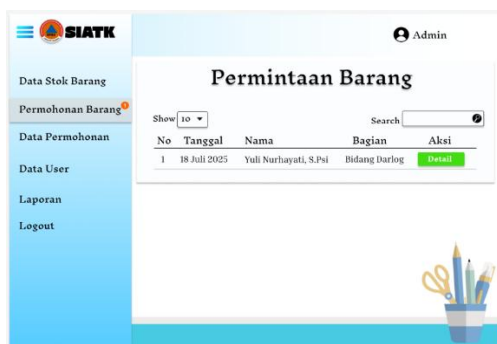 SIATK
Admin
Data Stok Barang
Permohonan Barang
Data Permohonan
Data User
Laporan
Logout
Permintaan Barang
Show 10
Search
No Tanggal Nama Bagian Aksi
1 18 Juli 2025 Yuli Nurhayati, S.Psi Bidang Darlog Detail